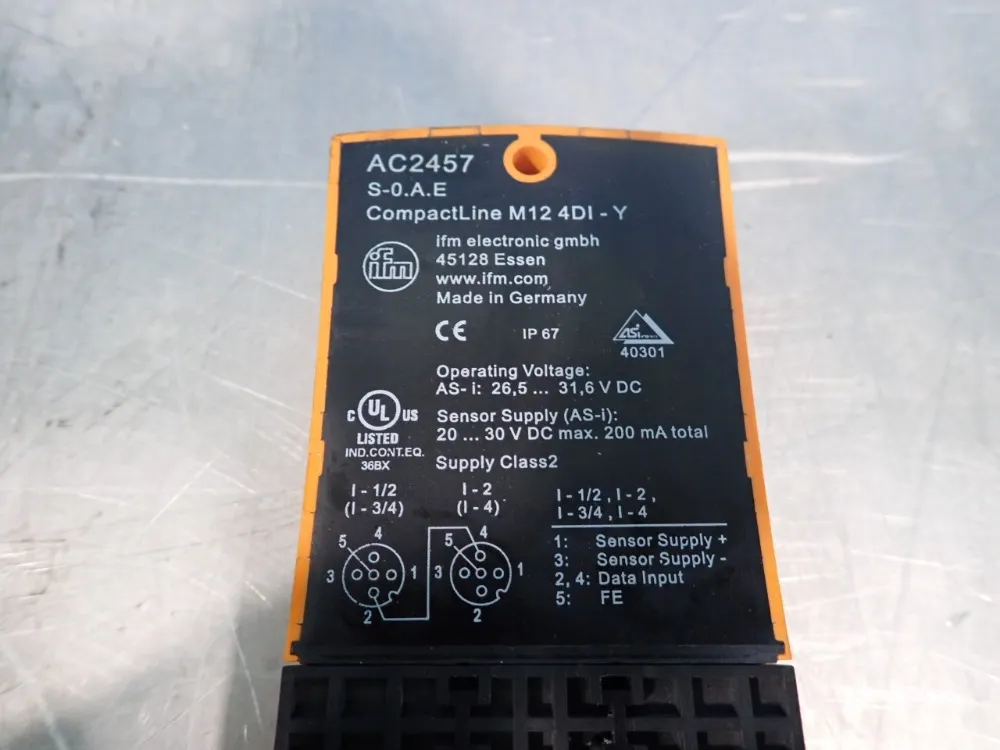 AC2457
S-0.A.E
CompactLine M12 4DI - Y
ifm
ifm electronic gmbh
45128 Essen
www.ifm.com
Made in Germany
CE
IP 67
ASi
40301
Operating Voltage:
AS- i: 26,5 ... 31,6 V DC
C UL US
LISTED
IND.CONT.EQ.
36BX
Sensor Supply (AS-i):
20 ... 30 V DC max. 200 mA total
Supply Class2
I - 1/2
(I - 3/4)
I - 2
(I - 4)
I - 1/2 , I - 2 ,
I - 3/4 , I - 4
5 4
3 1
2
5 4
3 1
2
1: Sensor Supply +
3: Sensor Supply -
2, 4: Data Input
5: FE